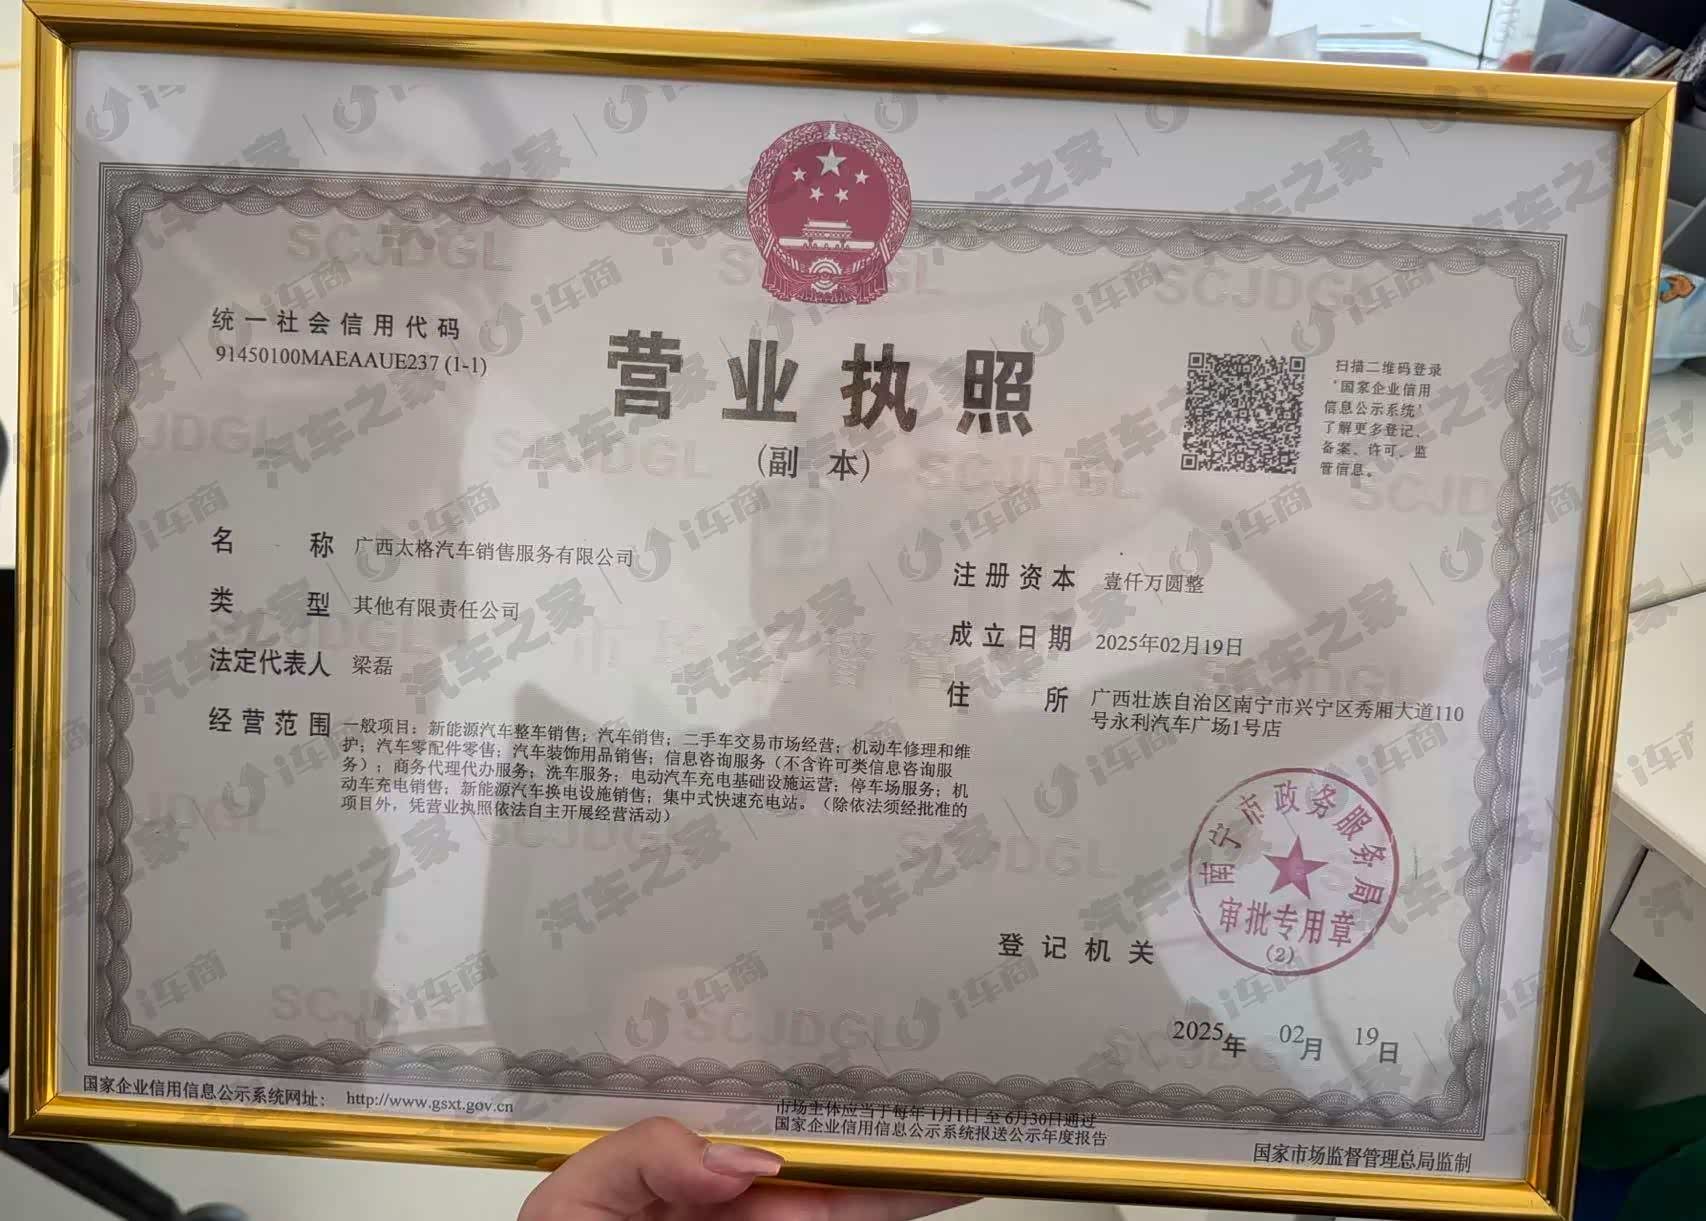 统一社会信用代码
91450100MAEAAUE237 (1-1)
营业执照
(副 本)
扫描二维码登录
‘国家企业信用
信息公示系统’
了解更多登记、
备案、许可、监
管信息。
名 称 广西太格汽车销售服务有限公司
类 型 其他有限责任公司
法定代表人 梁磊
经营范围 一般项目：新能源汽车整车销售；汽车销售；二手车交易市场经营；机动车修理和维
护；汽车零配件零售；汽车装饰用品销售；信息咨询服务（不含许可类信息咨询服
务）；商务代理代办服务；洗车服务；电动汽车充电基础设施运营；停车场服务；机
动车充电销售；新能源汽车换电设施销售；集中式快速充电站。（除依法须经批准的
项目外，凭营业执照依法自主开展经营活动）
注册资本 壹仟万圆整
成立日期 2025年02月19日
住 所 广西壮族自治区南宁市兴宁区秀厢大道110
号永利汽车广场1号店
南宁市政务服务局
审批专用章
(2)
登记机关
2025年 02月 19日
国家企业信用信息公示系统网址： http://www.gsxt.gov.cn
市场主体应当于每年1月1日 至 6月30日通过
国家企业信用信息公示系统报送公示年度报告
国家市场监督管理总局监制
SCJDGL
汽车之家 | i车商